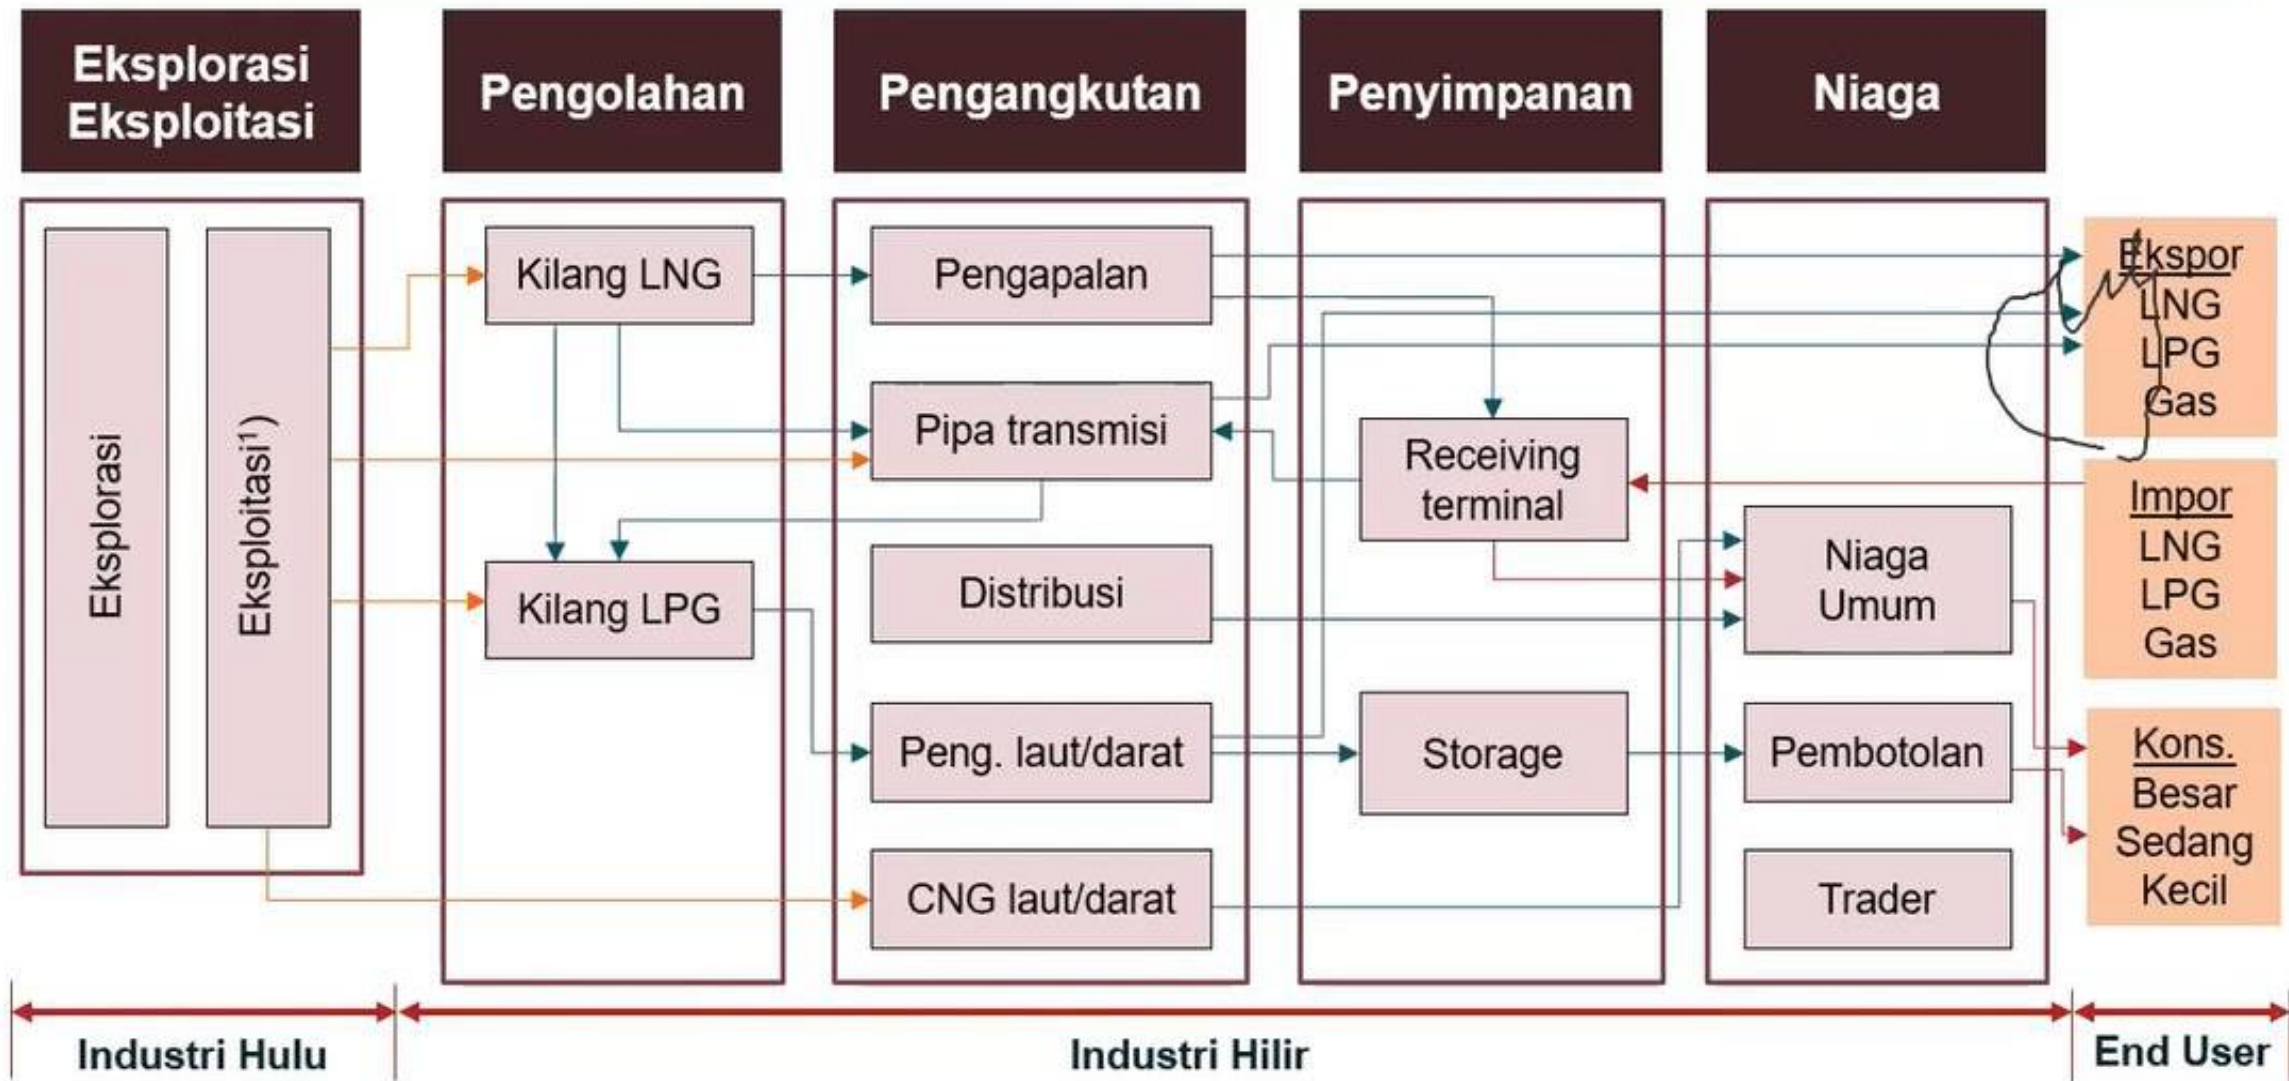 Eksplorasi
Eksploitasi
Pengolahan
Pengangkutan
Penyimpanan
Niaga
Eksplorasi
Eksploitasi¹)
Kilang LNG
Kilang LPG
Pengapalan
Pipa transmisi
Distribusi
Peng. laut/darat
CNG laut/darat
Receiving
terminal
Storage
Niaga
Umum
Pembotolan
Trader
Ekspor
LNG
LPG
Gas
Impor
LNG
LPG
Gas
Kons.
Besar
Sedang
Kecil
Industri Hulu
Industri Hilir
End User